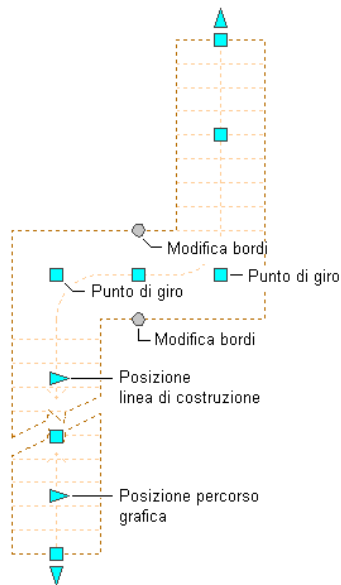 Modifica bordi
Punto di giro
Punto di giro
Modifica bordi
Posizione
linea di costruzione
Posizione percorso
grafica